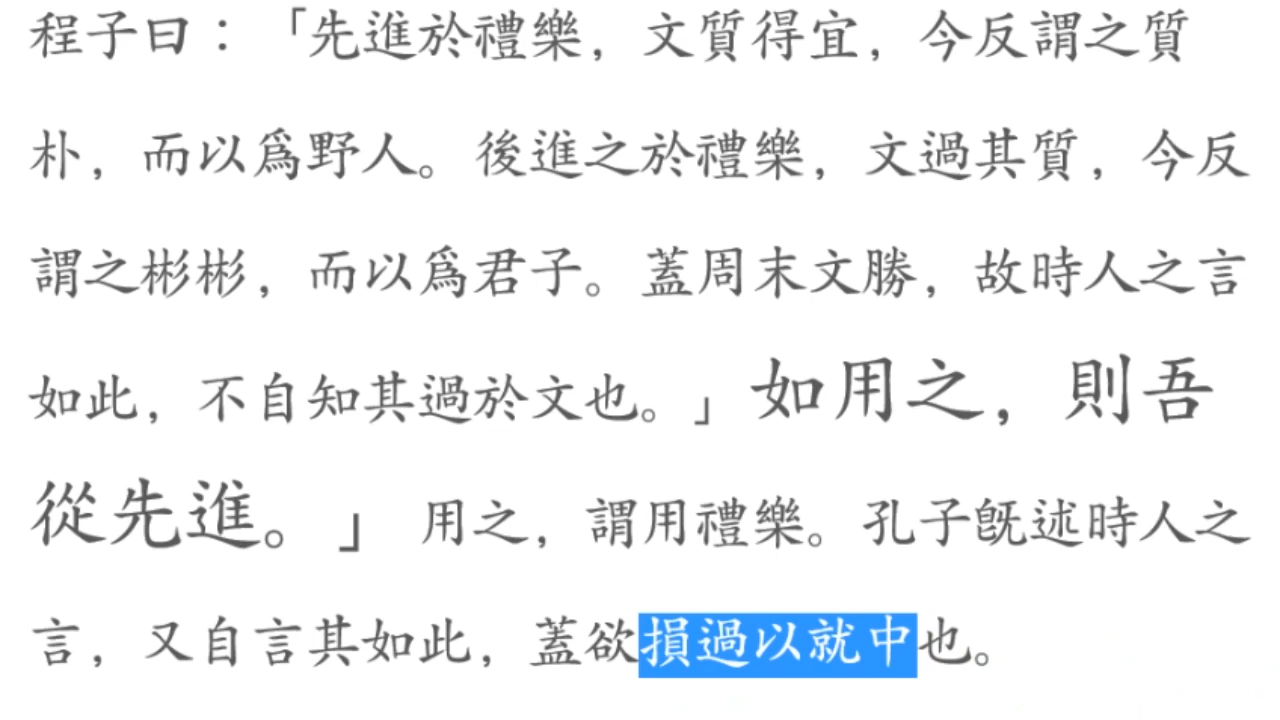 程子曰：「先進於禮樂，文質得宜，今反謂之質
朴，而以爲野人。後進之於禮樂，文過其質，今反
謂之彬彬，而以爲君子。蓋周末文勝，故時人之言
如此，不自知其過於文也。」如用之，則吾
從先進。」用之，謂用禮樂。孔子既述時人之
言，又自言其如此，蓋欲損過以就中也。